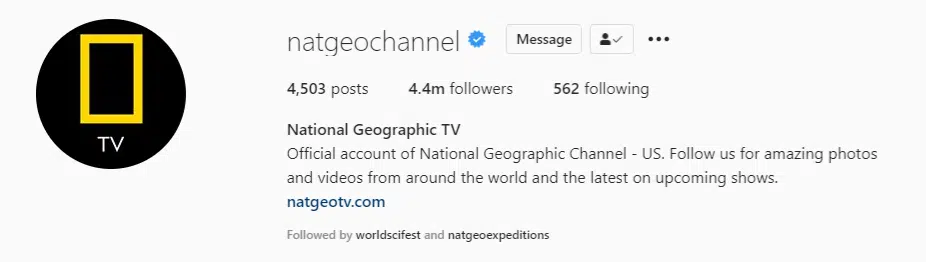 TV
natgeochannel Message
4,503 posts 4.4m followers 562 following
National Geographic TV
Official account of National Geographic Channel - US. Follow us for amazing photos
and videos from around the world and the latest on upcoming shows.
natgeotv.com
Followed by worldscifest and natgeoexpeditions